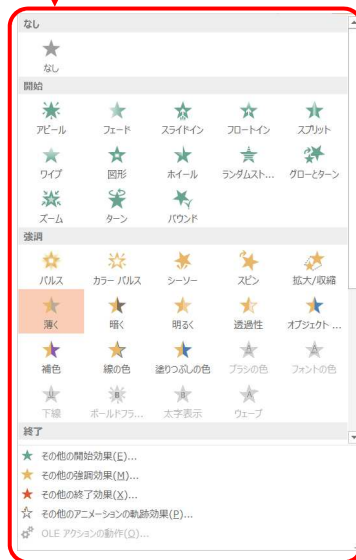 なし
なし
開始
アピール フェード スライドイン フロートイン スプリット
ワイプ 図形 ホイール ランダムスト... グローとターン
ズーム ターン バウンド
強調
パルス カラー パルス シーソー スピン 拡大/収縮
薄く 暗く 明るく 透過性 オブジェクト ...
補色 線の色 塗りつぶしの色 ブラシの色 フォントの色
下線 ボールドフラ... 太字表示 ウェーブ
終了
その他の開始効果(E)...
その他の強調効果(M)...
その他の終了効果(X)...
その他のアニメーションの軌跡効果(P)...
OLE アクションの動作(O)...